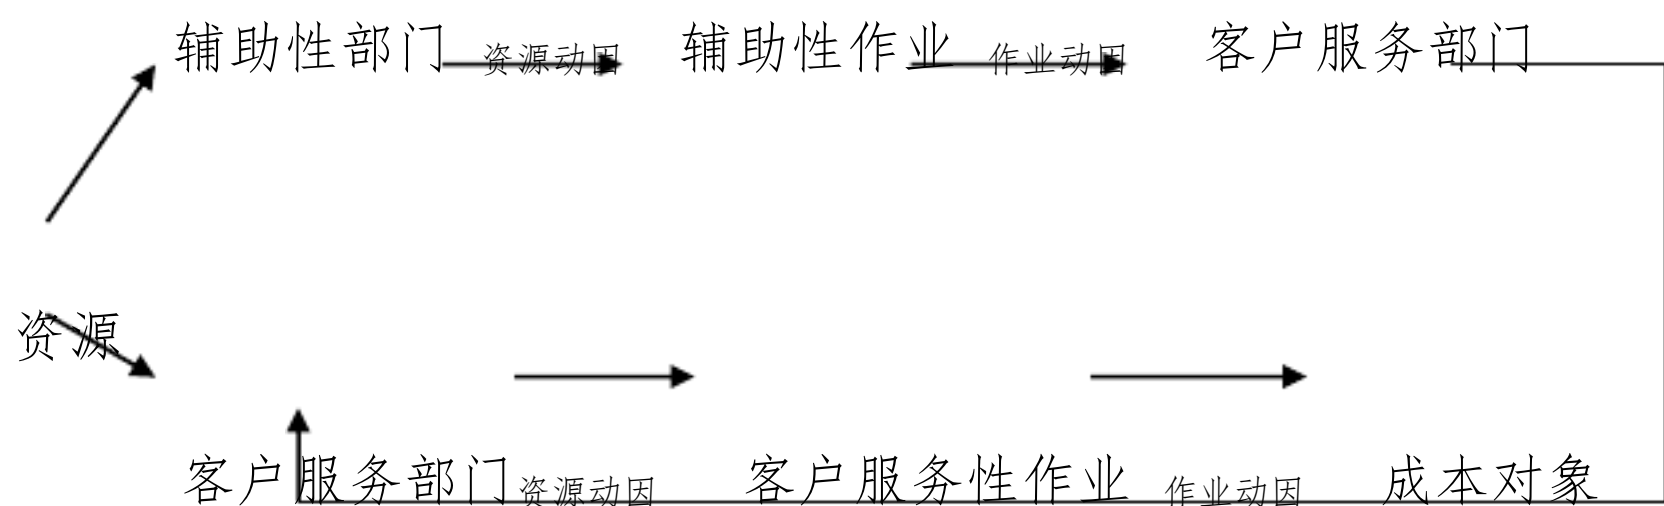 辅助性部门 资源动因 辅助性作业 作业动因 客户服务部门
资源
客户服务部门 资源动因 客户服务性作业 作业动因 成本对象